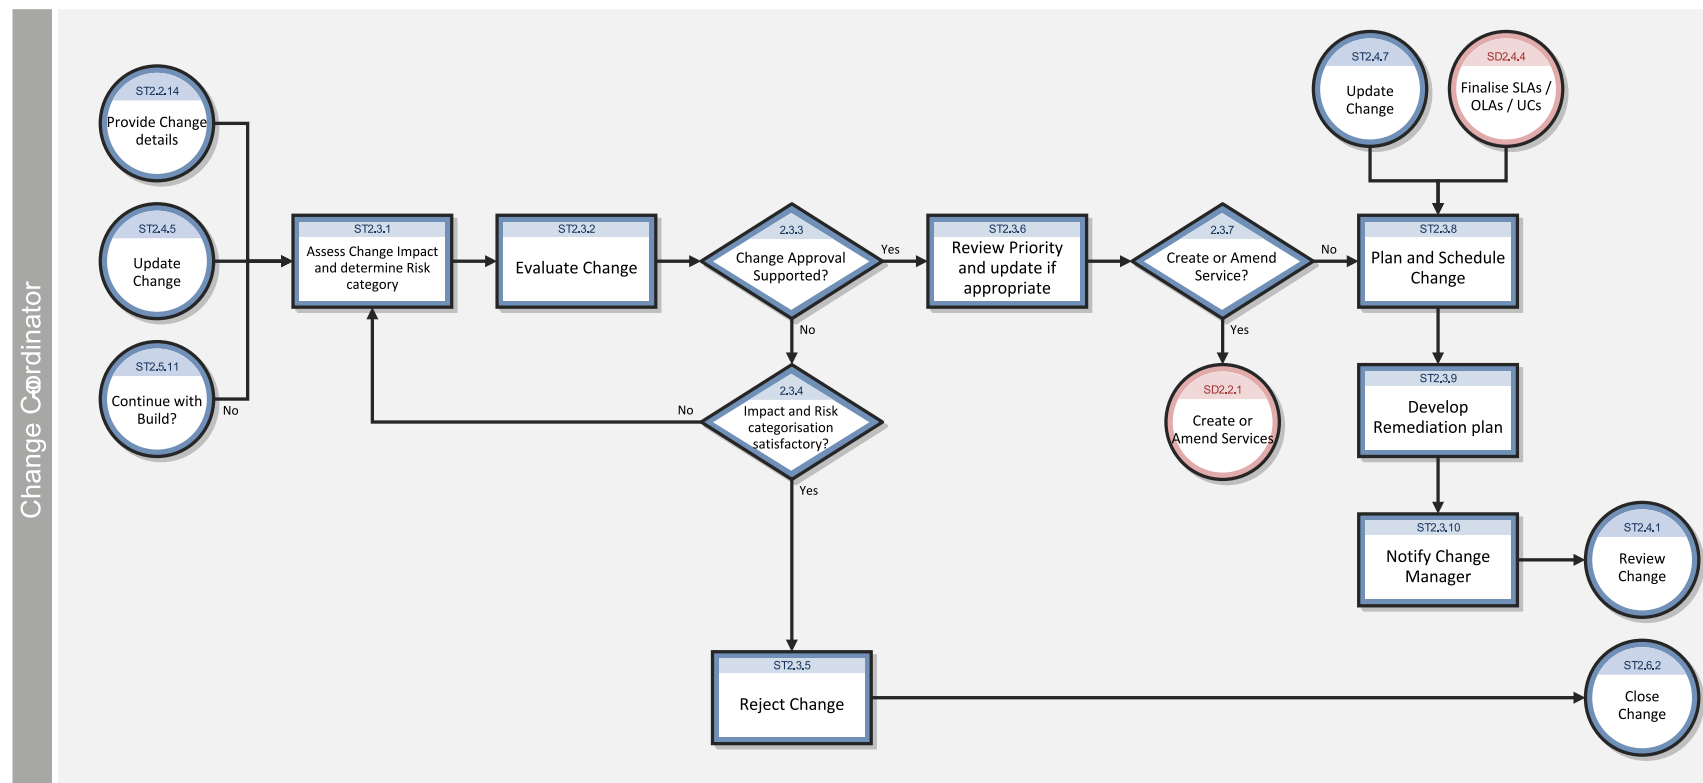 Change Coordinator
ST2.2.14
Provide Change
details
ST2.4.5
Update
Change
ST2.5.11
Continue with
Build?
No
ST2.3.1
Assess Change Impact
and determine Risk
category
ST2.3.2
Evaluate Change
2.3.3
Change Approval
Supported?
Yes
No
2.3.4
Impact and Risk
categorisation
satisfactory?
No
Yes
ST2.3.5
Reject Change
ST2.3.6
Review Priority
and update if
appropriate
2.3.7
Create or Amend
Service?
No
Yes
SD2.2.1
Create or
Amend Services
ST2.4.7
Update
Change
SD2.4.4
Finalise SLAs /
OLAs / UCs
ST2.3.8
Plan and Schedule
Change
ST2.3.9
Develop
Remediation plan
ST2.3.10
Notify Change
Manager
ST2.4.1
Review
Change
ST2.6.2
Close
Change